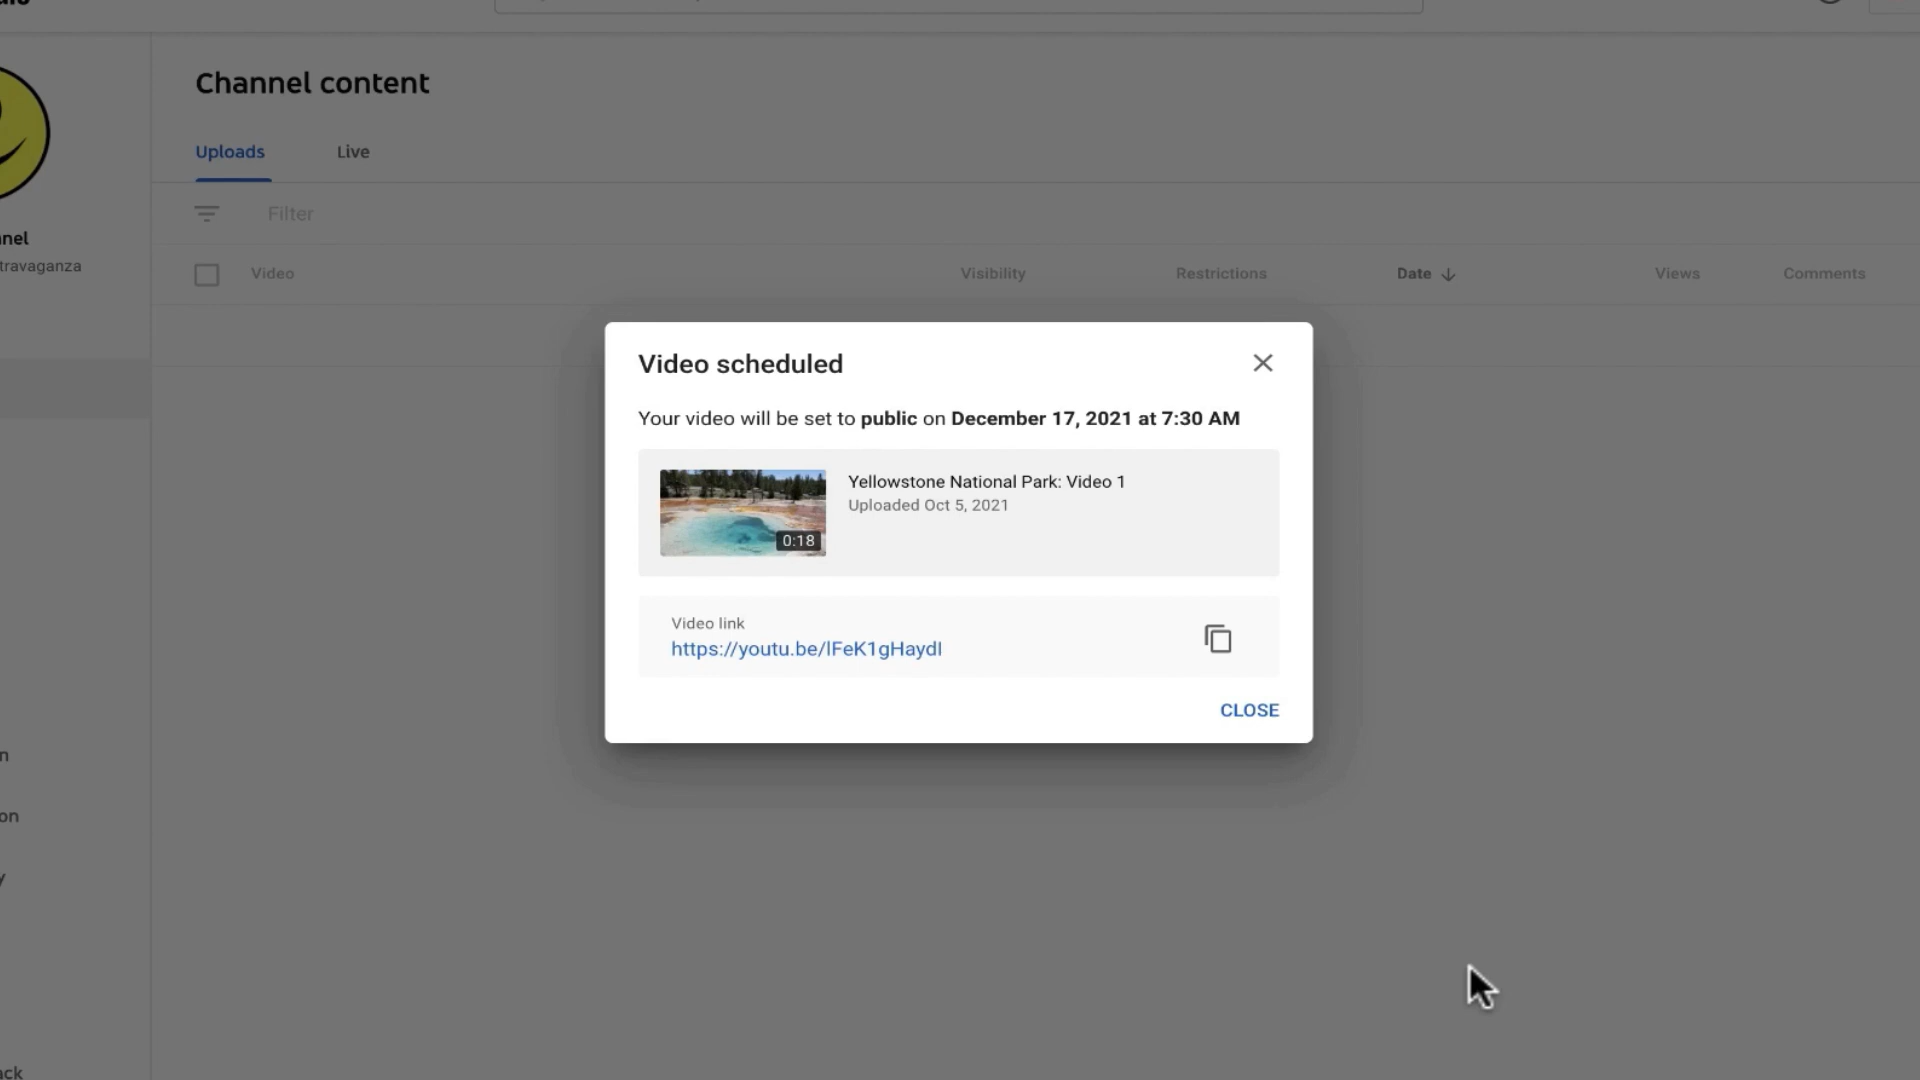 Channel content
Uploads
Live
nel
travaganza
Filter
Video
Visibility
Restrictions
Date
Views
Comments
Video scheduled
Your video will be set to public on December 17, 2021 at 7:30 AM
0:18
Yellowstone National Park: Video 1
Uploaded Oct 5, 2021
Video link
https://youtu.be/lFeK1gHaydI
CLOSE
n
on
y
ack